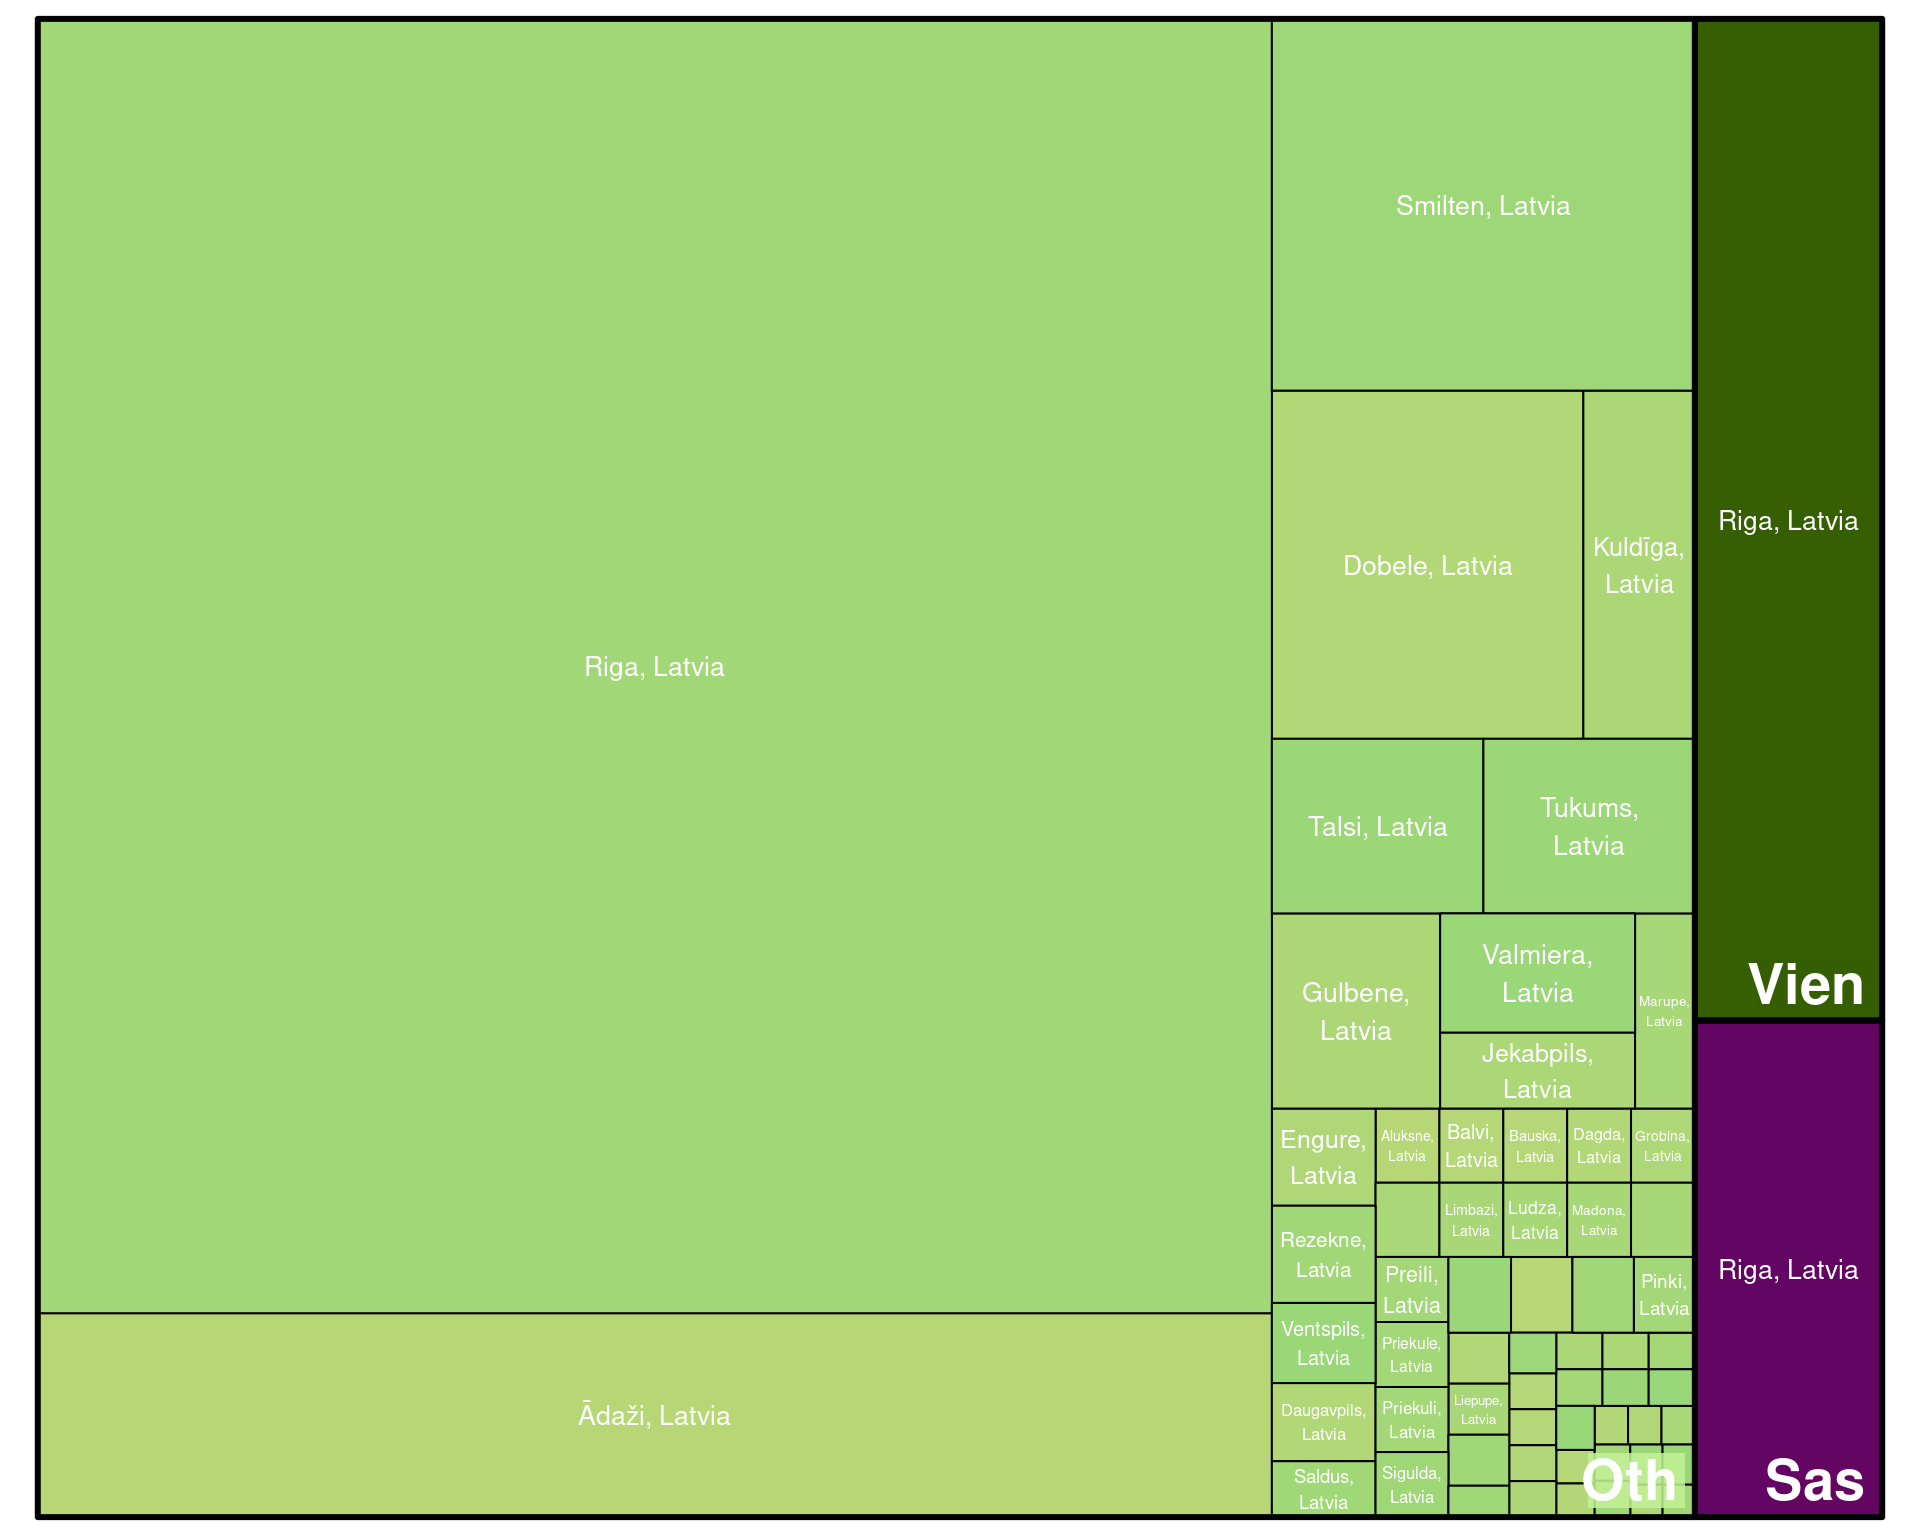 Riga, Latvia
Ādaži, Latvia
Smilten, Latvia
Dobele, Latvia
Kuldīga,
Latvia
Talsi, Latvia
Tukums,
Latvia
Gulbene,
Latvia
Valmiera,
Latvia
Jekabpils,
Latvia
Marupe,
Latvia
Engure,
Latvia
Rezekne,
Latvia
Ventspils,
Latvia
Daugavpils,
Latvia
Saldus,
Latvia
Aluksne,
Latvia
Balvi,
Latvia
Bauska,
Latvia
Dagda,
Latvia
Grobina,
Latvia
Limbazi,
Latvia
Ludza,
Latvia
Madona,
Latvia
Preili,
Latvia
Priekule,
Latvia
Priekuli,
Latvia
Sigulda,
Latvia
Pinki,
Latvia
Liepupe,
Latvia
Oth
Riga, Latvia
Vien
Riga, Latvia
Sas